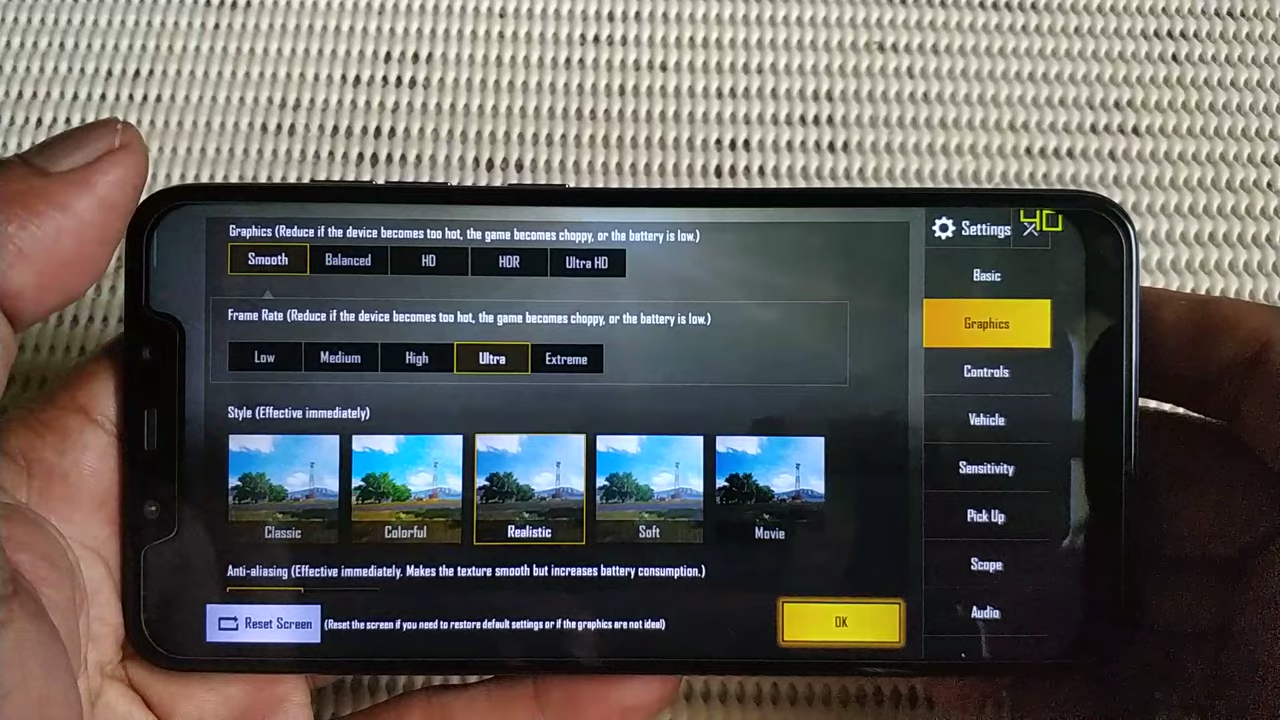 Graphics (Reduce if the device becomes too hot, the game becomes choppy, or the battery is low.)
Smooth Balanced HD HDR Ultra HD
Frame Rate (Reduce if the device becomes too hot, the game becomes choppy, or the battery is low.)
Low Medium High Ultra Extreme
Style (Effective immediately)
Classic Colorful Realistic Soft Movie
Anti-aliasing (Effective immediately. Makes the texture smooth but increases battery consumption.)
Reset Screen (Reset the screen if you need to restore default settings or if the graphics are not ideal)
OK
Settings
40
Basic
Graphics
Controls
Vehicle
Sensitivity
Pick Up
Scope
Audio